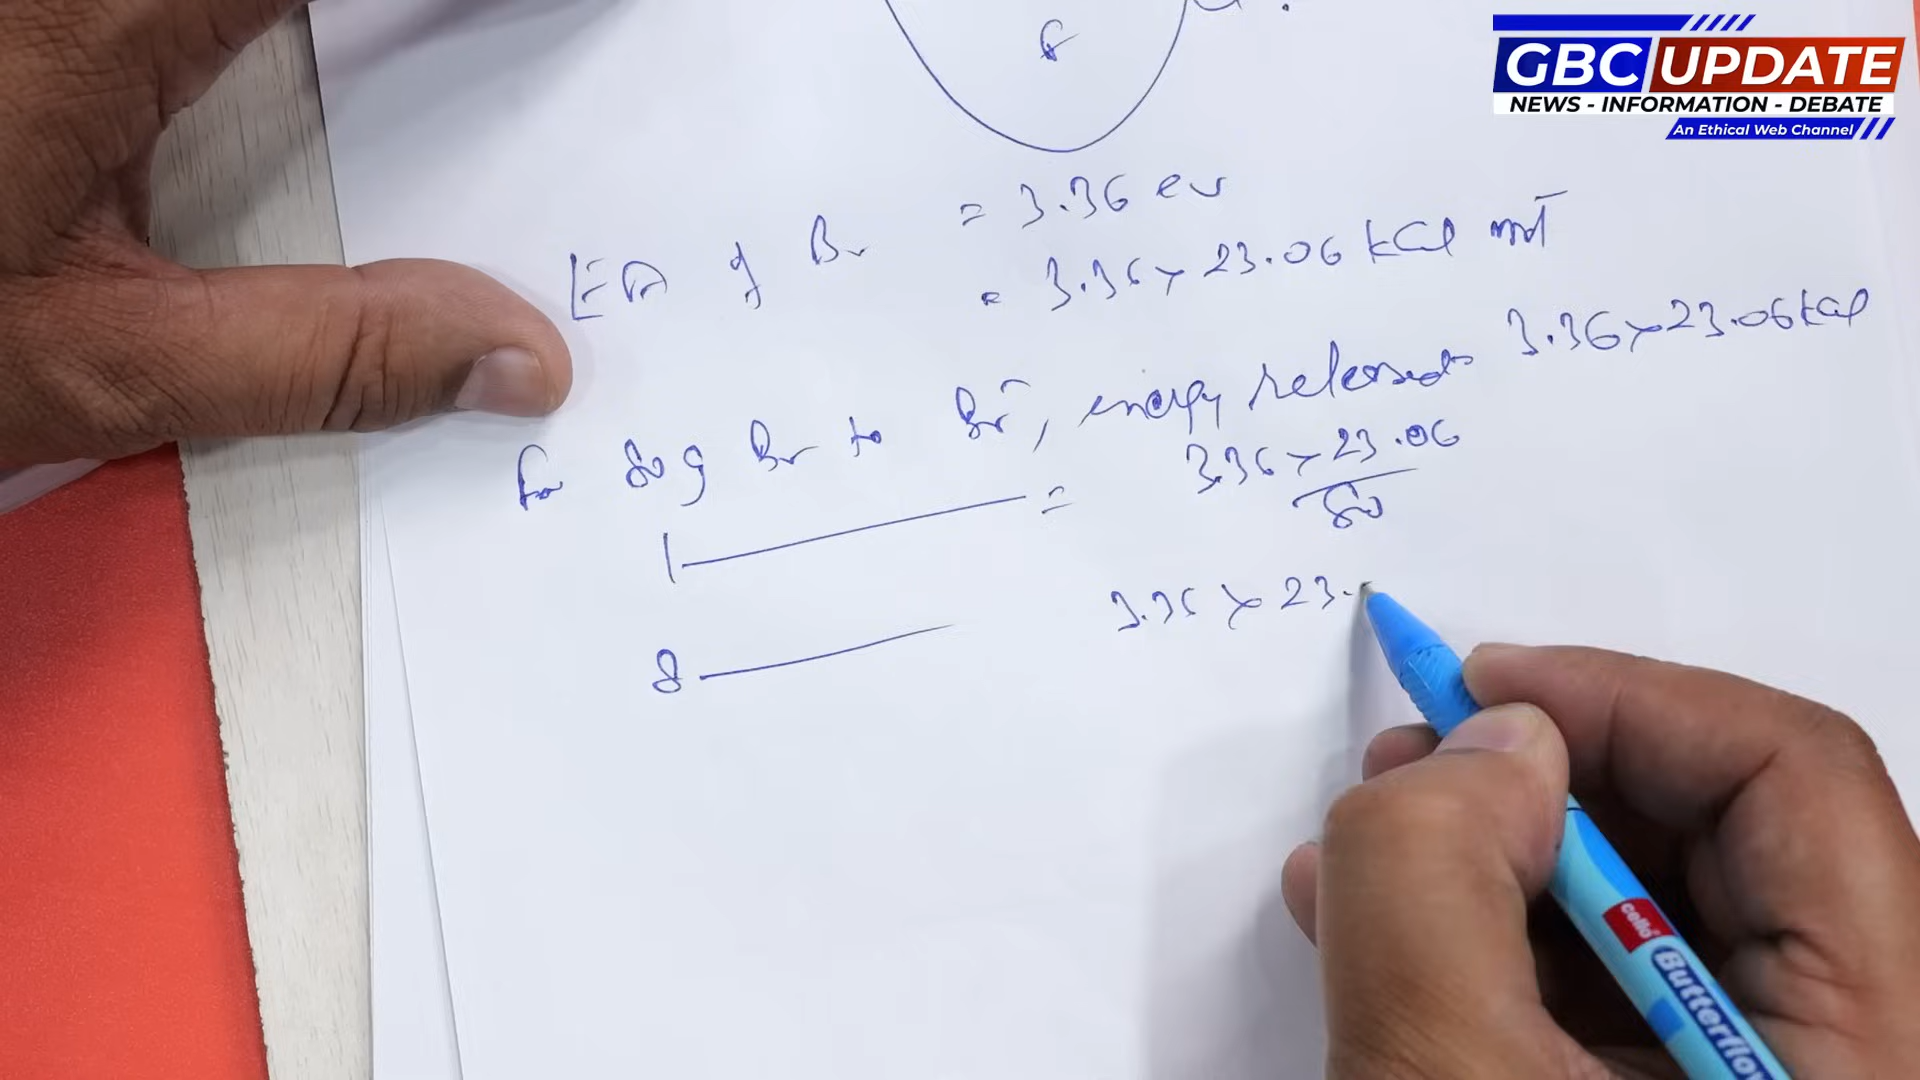 GBC UPDATE
NEWS - INFORMATION - DEBATE
An Ethical Web Channel
EA of Br = 3.36 ev
= 3.36 × 23.06 kCal mol⁻
For 80 g Br to Br⁻, energy released = 3.36 × 23.06 kCal
1 ——— = 3.36 × 23.06 / 80
8 ——— 3.36 × 23.
cello
Butterflow